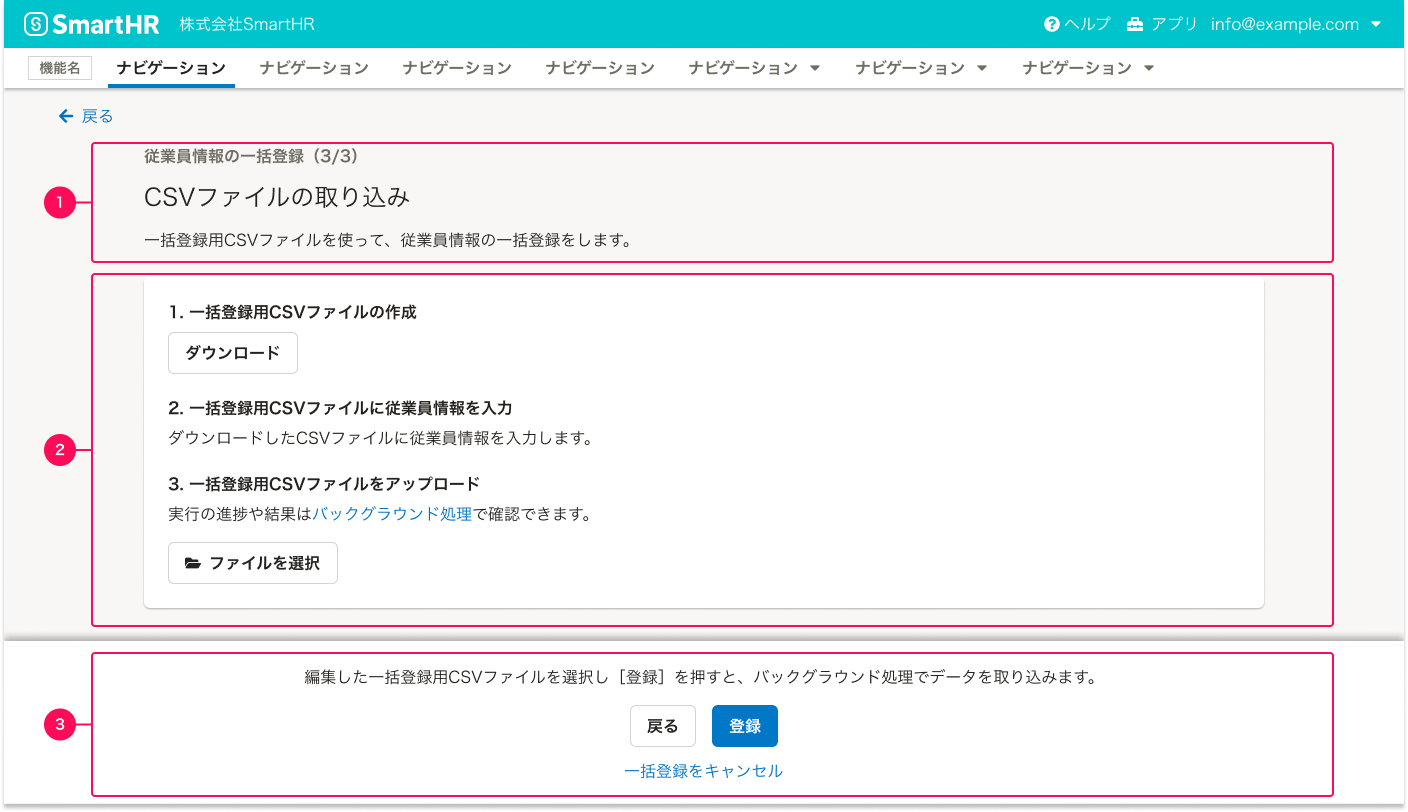 SmartHR 株式会社SmartHR ヘルプ アプリ info@example.com
機能名 ナビゲーション ナビゲーション ナビゲーション ナビゲーション ナビゲーション ナビゲーション ナビゲーション
戻る
従業員情報の一括登録（3/3）
1
CSVファイルの取り込み
一括登録用CSVファイルを使って、従業員情報の一括登録をします。
1. 一括登録用CSVファイルの作成
ダウンロード
2. 一括登録用CSVファイルに従業員情報を入力
ダウンロードしたCSVファイルに従業員情報を入力します。
2
3. 一括登録用CSVファイルをアップロード
実行の進捗や結果はバックグラウンド処理で確認できます。
ファイルを選択
編集した一括登録用CSVファイルを選択し［登録］を押すと、バックグラウンド処理でデータを取り込みます。
3
戻る 登録
一括登録をキャンセル